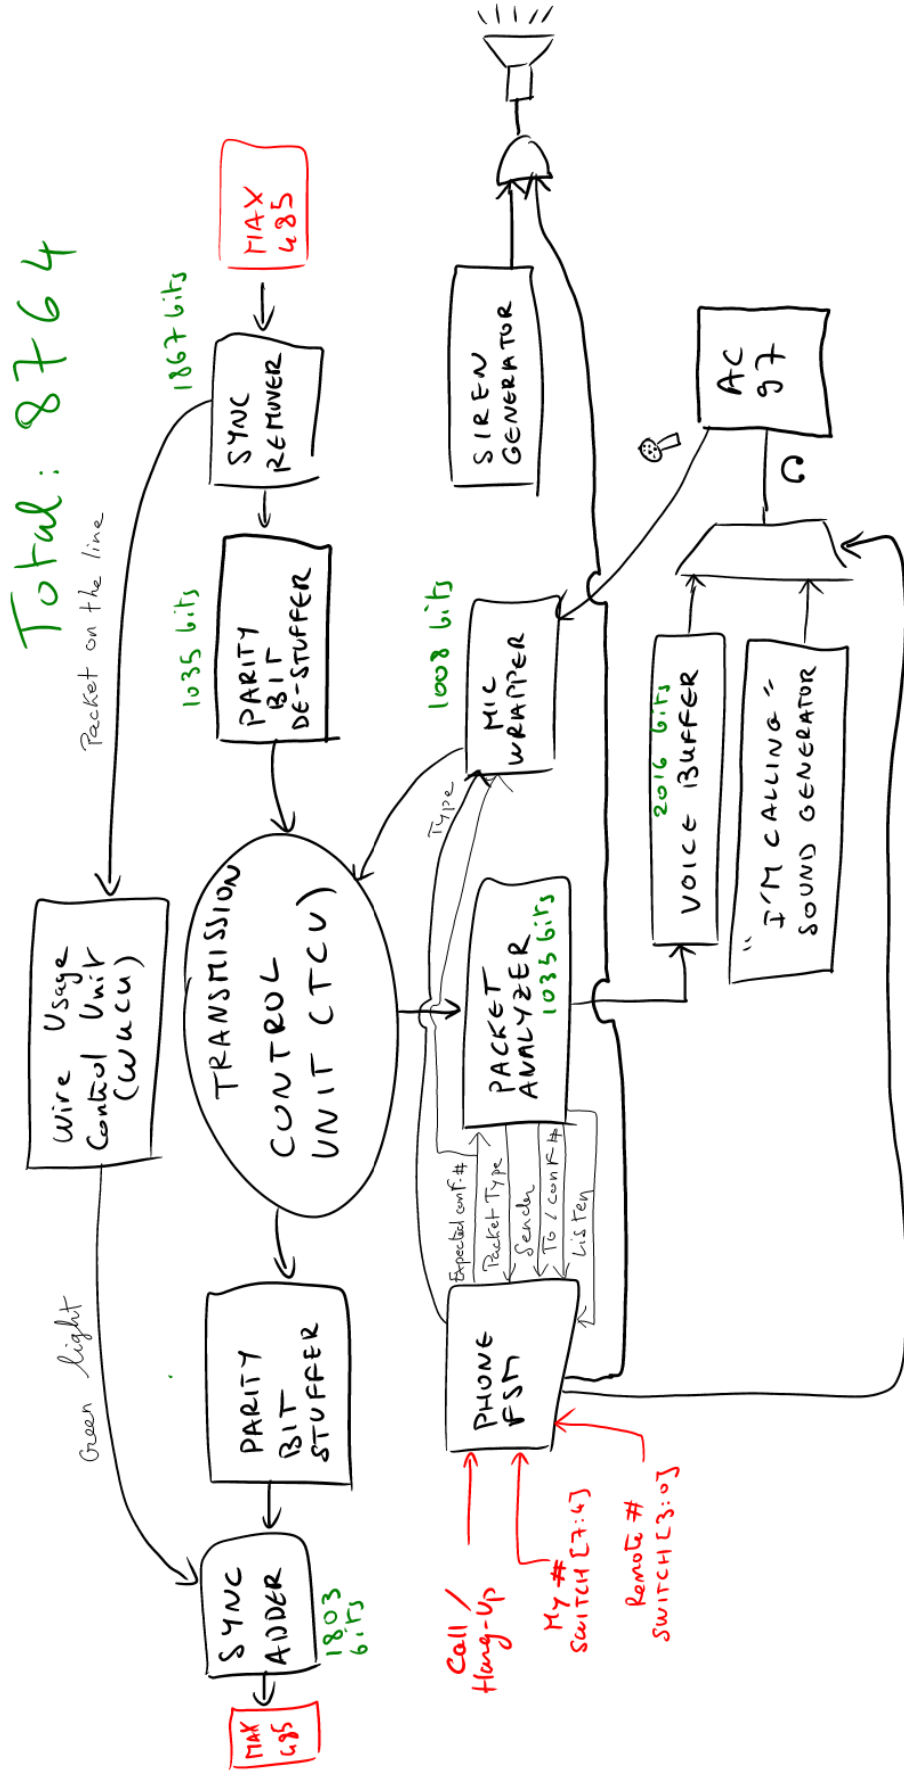 Total: 8764
MAX
485
SYNC
ADDER
1803
bits
PARITY
BIT
STUFFER
Green light
Wire Usage
Control Unit
(WUCU)
Packet on the line
TRANSMISSION
CONTROL
UNIT (TCU)
PARITY
BIT
DE-STUFFER
1035 bits
SYNC
REMOVER
1867 bits
MAX
485
Call /
Hang-Up
My #
SWITCH [7:4]
Remote #
SWITCH [3:0]
PHONE
FSM
Expected conf. #
Packet Type
Sender
To / conf #
Listen
PACKET
ANALYZER
1035 bits
Type
MIC
WRAPPER
1008 bits
SIREN
GENERATOR
2016 bits
VOICE BUFFER
"I'M CALLING"
SOUND GENERATOR
AC
97